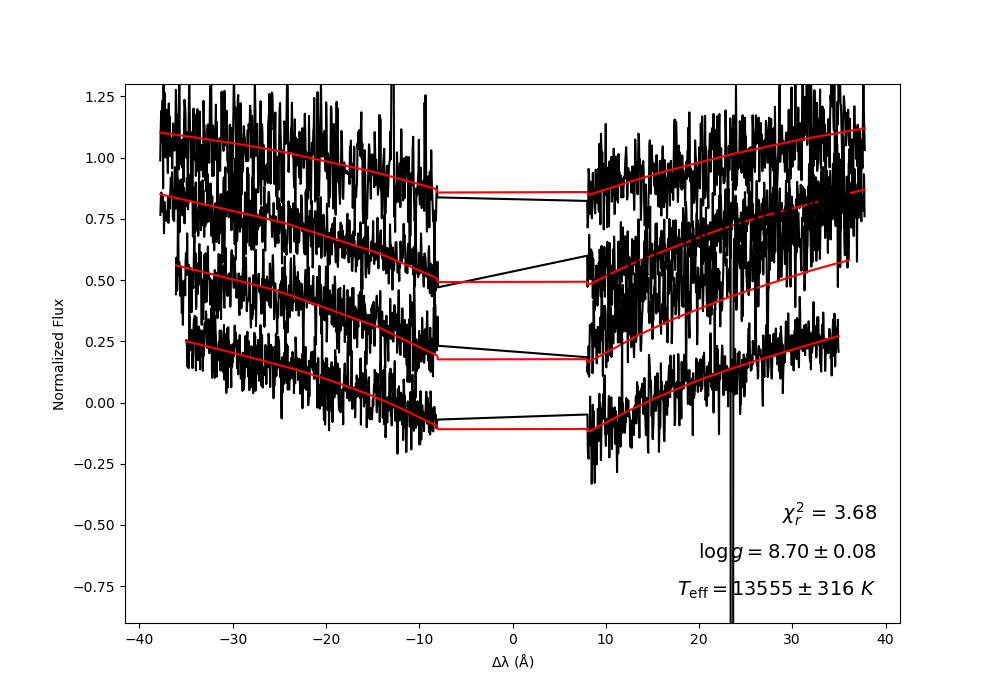 1.25
1.00
0.75
0.50
0.25
0.00
−0.25
−0.50
−0.75
Normalized Flux
χ²ᵣ = 3.68
log g = 8.70 ± 0.08
T_eff = 13555 ± 316 K
−40 −30 −20 −10 0 10 20 30 40
Δλ (Å)